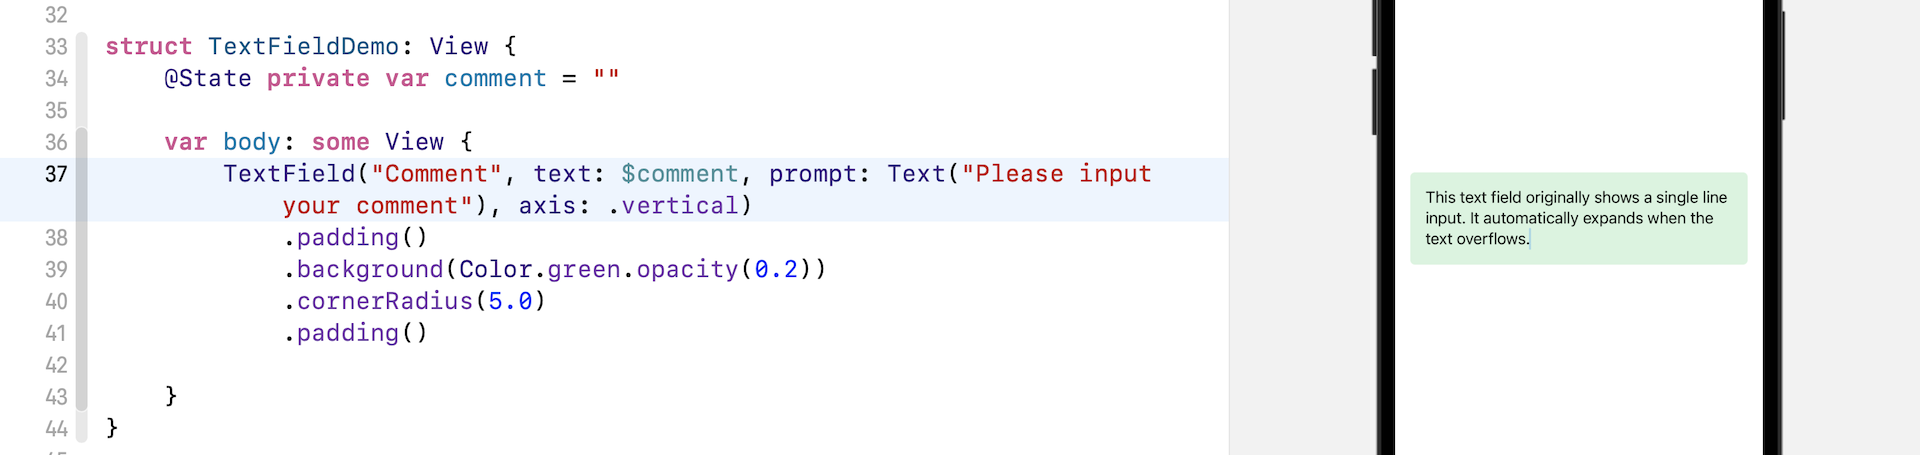 32
33 struct TextFieldDemo: View {
34 @State private var comment = ""
35
36 var body: some View {
37 TextField("Comment", text: $comment, prompt: Text("Please input
your comment"), axis: .vertical)
38 .padding()
39 .background(Color.green.opacity(0.2))
40 .cornerRadius(5.0)
41 .padding()
42
43 }
44 }
This text field originally shows a single line
input. It automatically expands when the
text overflows.